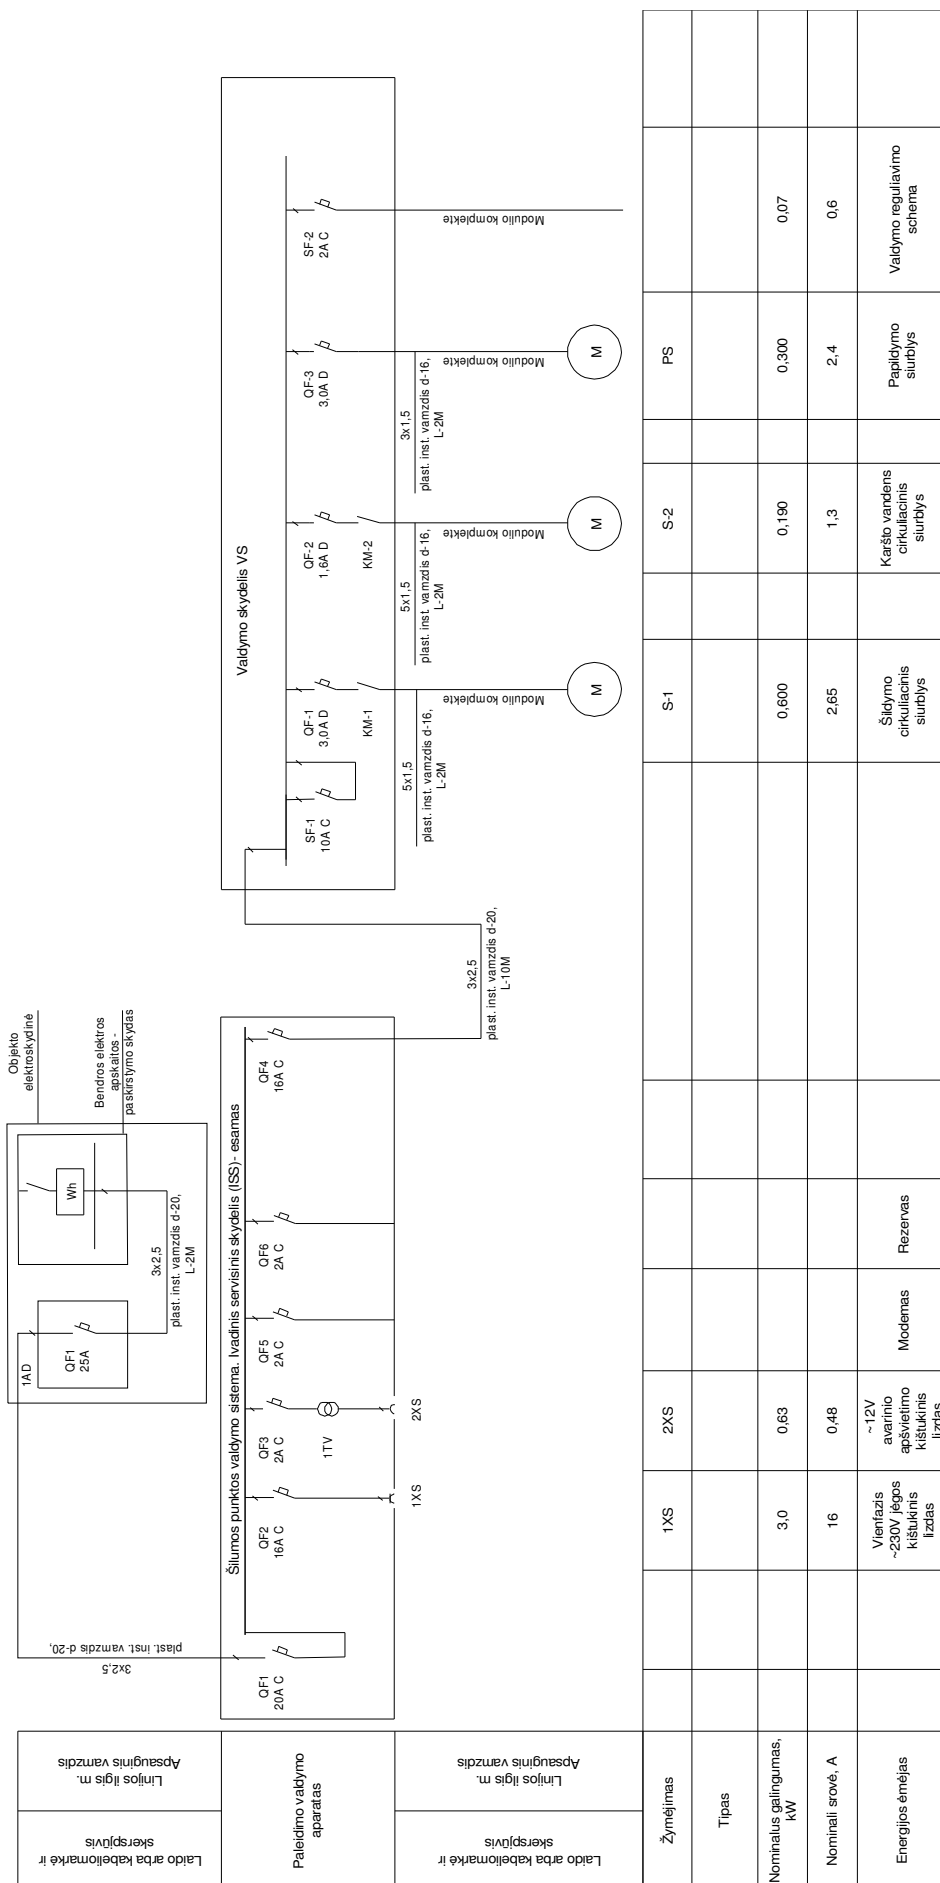 Objekto
elektroskydinė
Bendros elektros
apskaitos -
paskirstymo skydas
1AD
QF1
25A
Wh
3x2,5
plast. inst. vamzdis d-20,
L-2M
3x2,5
plast. inst. vamzdis d-20,
Šilumos punktos valdymo sistema. Ivadinis servisinis skydelis (ISS)- esamas
QF1
20A C
QF2
16A C
QF3
2A C
QF5
2A C
QF6
2A C
QF4
16A C
1TV
1XS
2XS
3x2,5
plast. inst. vamzdis d-20,
L-10M
Valdymo skydelis VS
SF-1
10A C
QF-1
3,0A D
QF-2
1,6A D
QF-3
3,0A D
SF-2
2A C
KM-1
KM-2
5x1,5
plast. inst. vamzdis d-16,
L-2M
Modulio komplekte
5x1,5
plast. inst. vamzdis d-16,
L-2M
Modulio komplekte
3x1,5
plast. inst. vamzdis d-16,
L-2M
Modulio komplekte
Modulio komplekte
M
M
M
Laido arba kabeliomarkė ir
skerspjūvis
Linijos ilgis m.
Apsauginis vamzdis
Paleidimo valdymo
aparatas
Laido arba kabeliomarkė ir
skerspjūvis
Linijos ilgis m.
Apsauginis vamzdis
Žymėjimas
1XS
2XS
S-1
S-2
PS
Tipas
Nominalus galingumas,
kW
3,0
0,63
0,600
0,190
0,300
0,07
Nominali srovė, A
16
0,48
2,65
1,3
2,4
0,6
Energijos ėmėjas
Vienfazis
~230V jėgos
kištukinis
lizdas
~12V
avarinio
apšvietimo
kištukinis
lizdas
Modemas
Rezervas
Šildymo
cirkuliacinis
siurblys
Karšto vandens
cirkuliacinis
siurblys
Papildymo
siurblys
Valdymo reguliavimo
schema